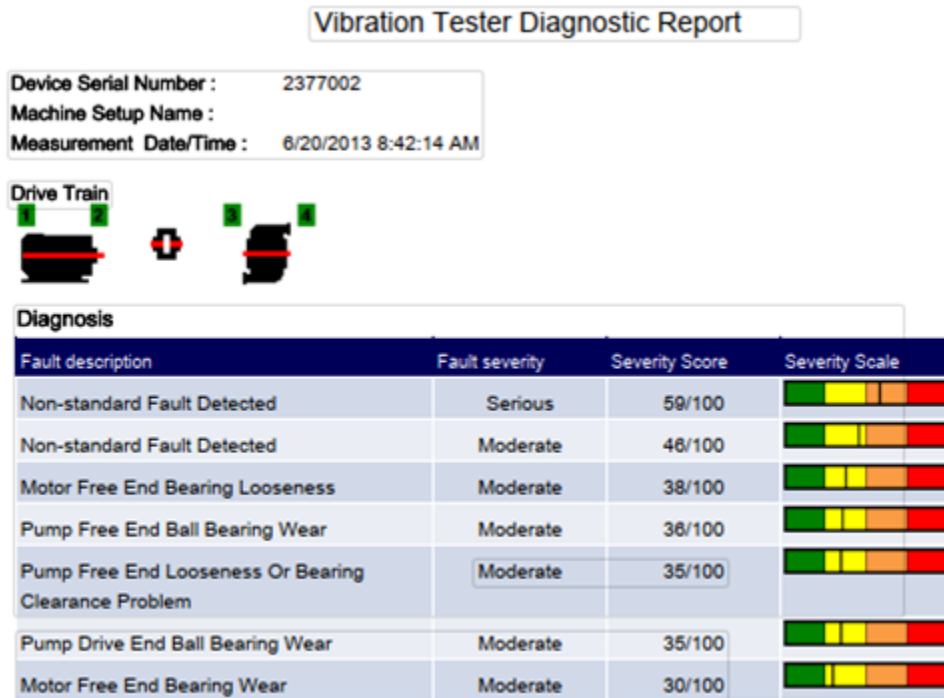 Vibration Tester Diagnostic Report
Device Serial Number : 2377002
Machine Setup Name :
Measurement Date/Time : 6/20/2013 8:42:14 AM
Drive Train
1 2 3 4
Diagnosis
Fault description Fault severity Severity Score Severity Scale
Non-standard Fault Detected Serious 59/100
Non-standard Fault Detected Moderate 46/100
Motor Free End Bearing Looseness Moderate 38/100
Pump Free End Ball Bearing Wear Moderate 36/100
Pump Free End Looseness Or Bearing Moderate 35/100
Clearance Problem
Pump Drive End Ball Bearing Wear Moderate 35/100
Motor Free End Bearing Wear Moderate 30/100